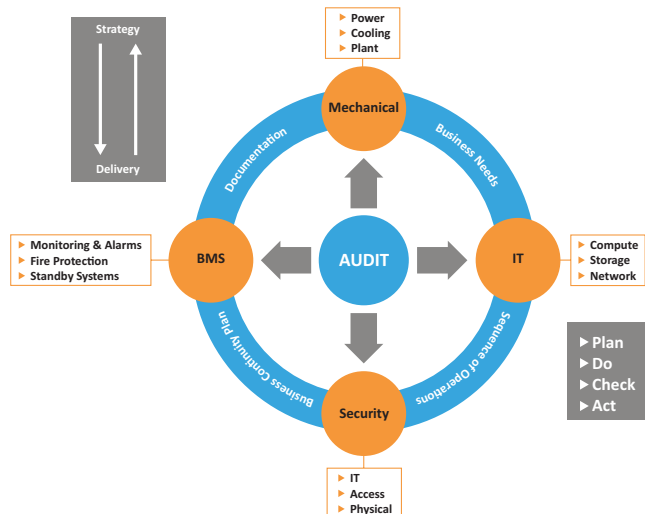 Strategy
Delivery
Power
Cooling
Plant
Mechanical
Documentation
Business Needs
Monitoring & Alarms
Fire Protection
Standby Systems
BMS
AUDIT
IT
Compute
Storage
Network
Business Continuity Plan
Sequence of Operations
Plan
Do
Check
Act
Security
IT
Access
Physical